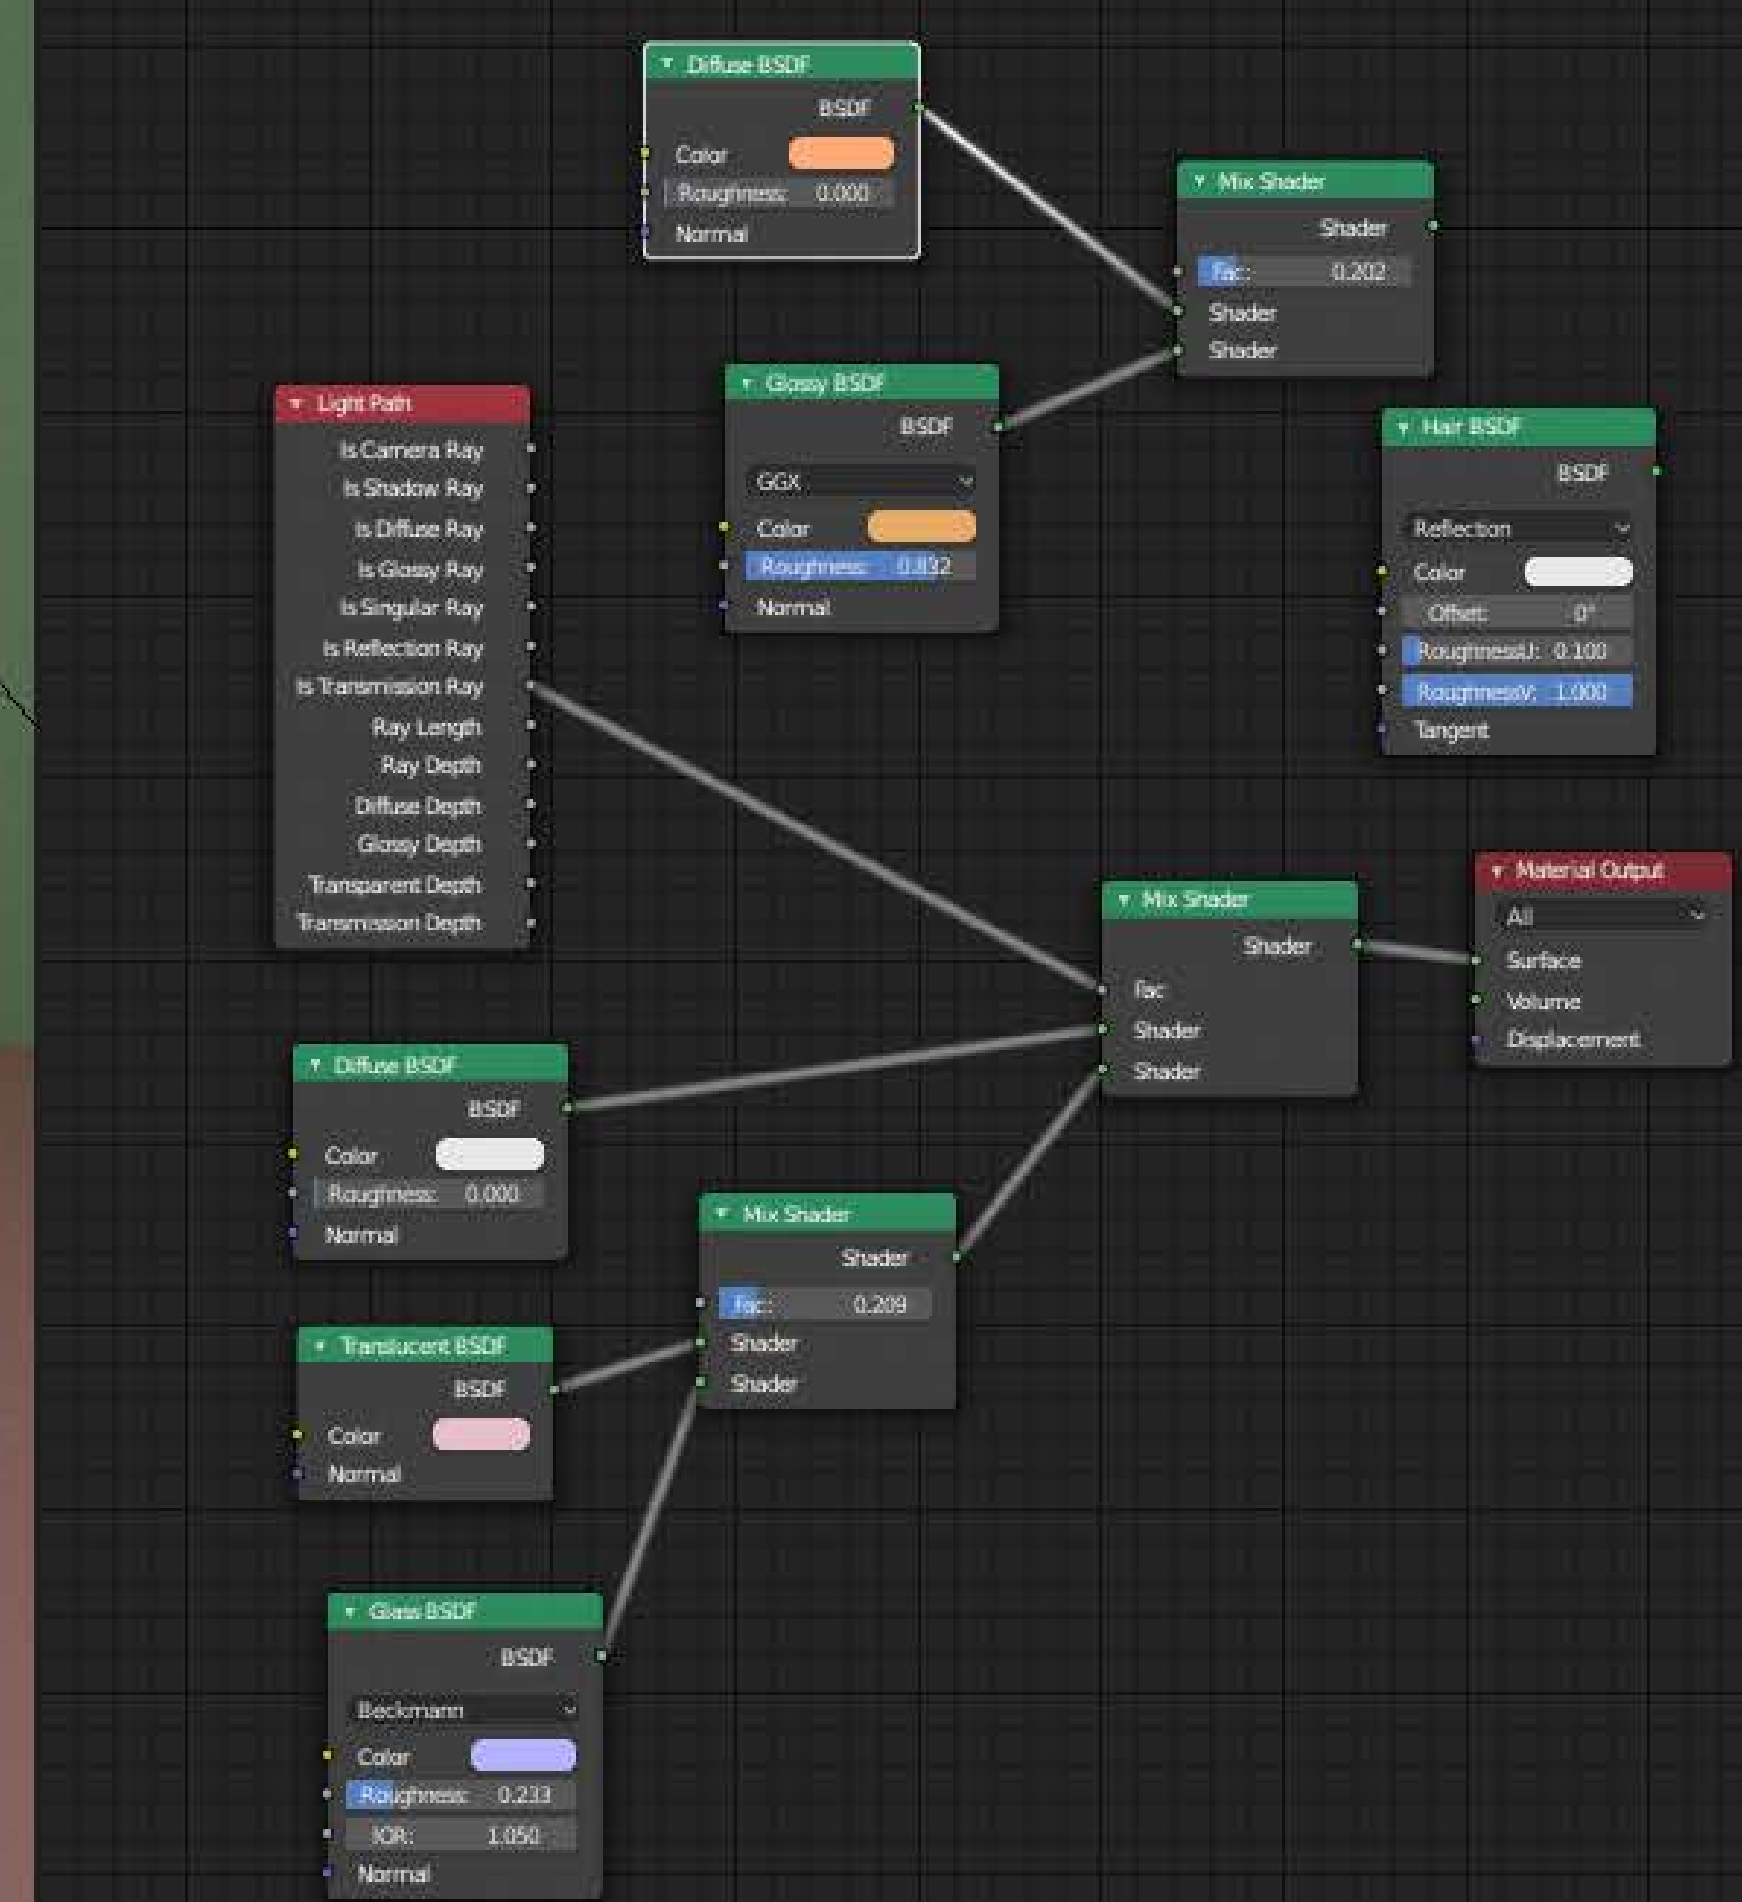 Diffuse BSDF
BSDF
Color
Roughness: 0.000
Normal
Mix Shader
Shader
Fac: 0.202
Shader
Shader
Light Path
Is Camera Ray
Is Shadow Ray
Is Diffuse Ray
Is Glossy Ray
Is Singular Ray
Is Reflection Ray
Is Transmission Ray
Ray Length
Ray Depth
Diffuse Depth
Glossy Depth
Transparent Depth
Transmission Depth
Glossy BSDF
BSDF
GGX
Color
Roughness: 0.832
Normal
Hair BSDF
BSDF
Reflection
Color
Offset: 0°
RoughnessU: 0.100
RoughnessV: 1.000
Tangent
Mix Shader
Shader
Fac
Shader
Shader
Material Output
All
Surface
Volume
Displacement
Diffuse BSDF
BSDF
Color
Roughness: 0.000
Normal
Mix Shader
Shader
Fac: 0.209
Shader
Shader
Translucent BSDF
BSDF
Color
Normal
Glass BSDF
BSDF
Beckmann
Color
Roughness: 0.233
IOR: 1.050
Normal